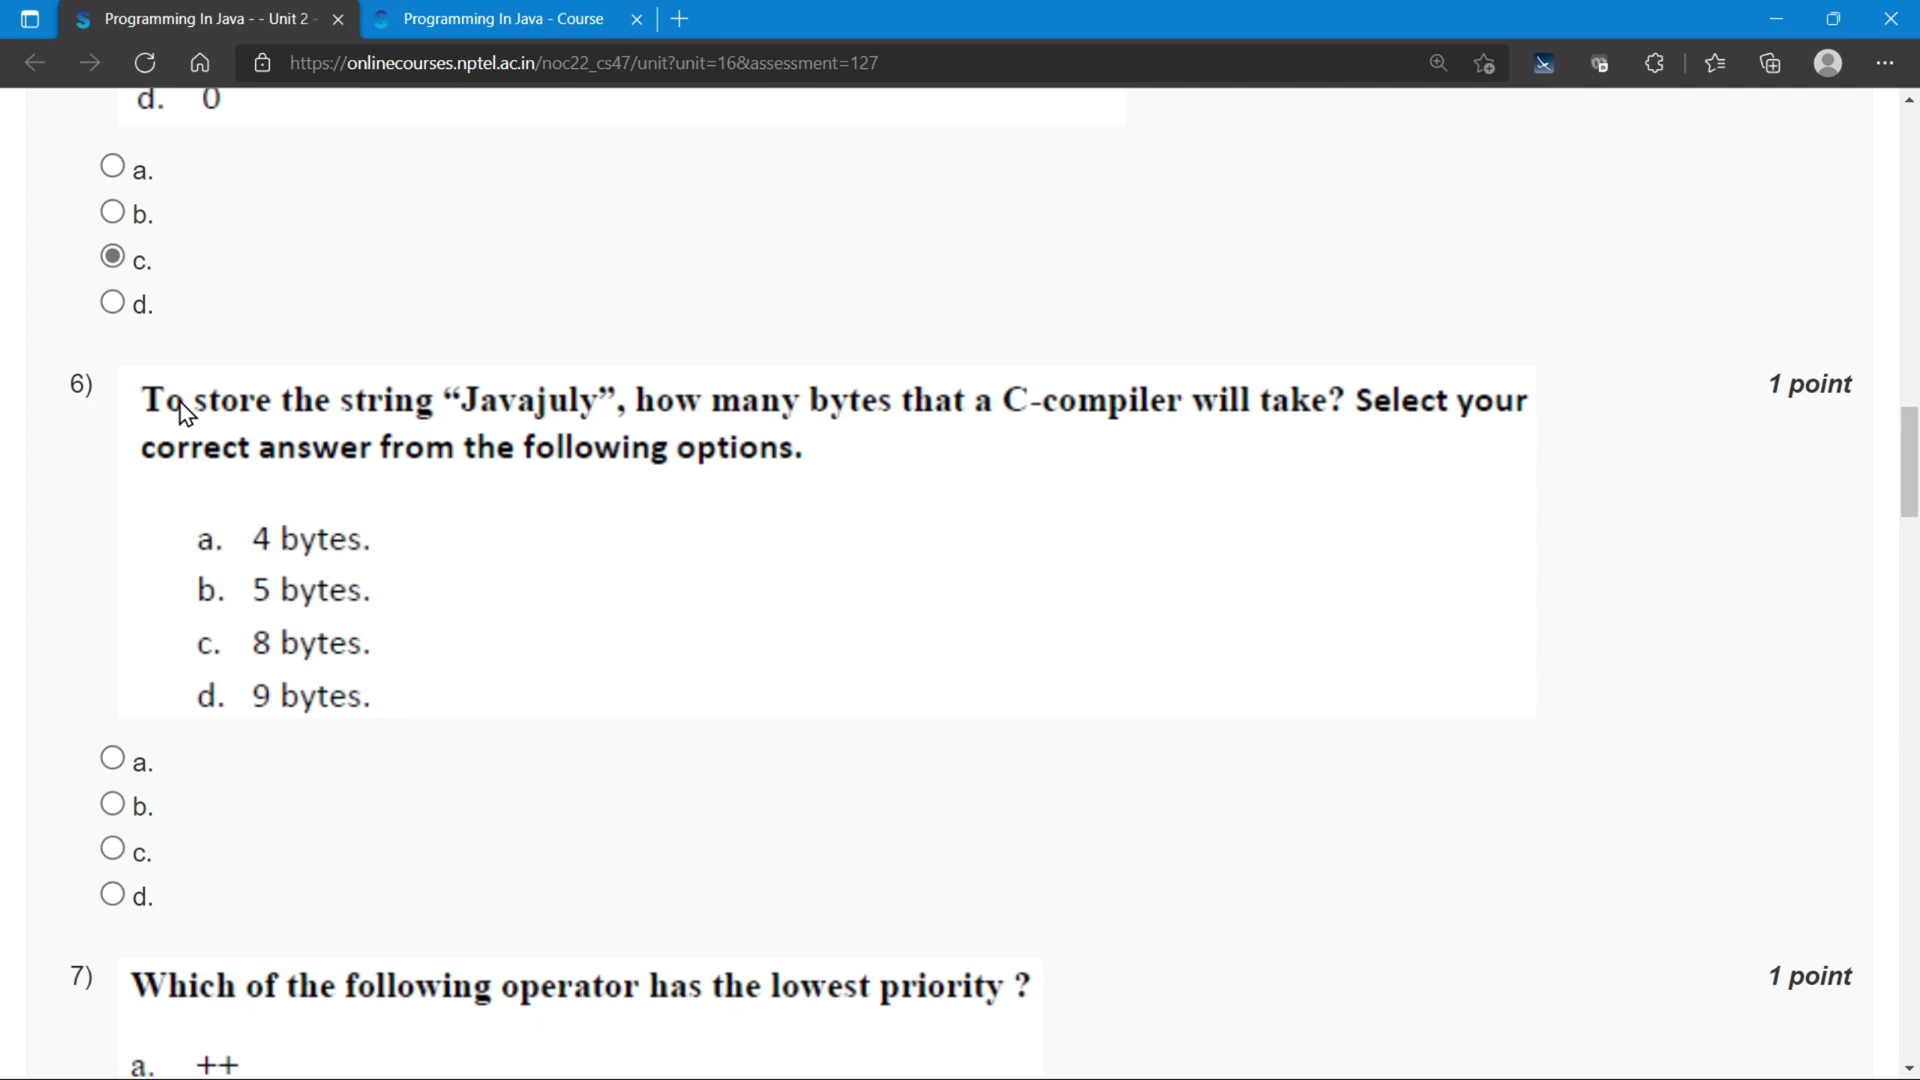 Programming In Java - - Unit 2 -
Programming In Java - Course
https://onlinecourses.nptel.ac.in/noc22_cs47/unit?unit=16&assessment=127
d. 0
a.
b.
c.
d.
6) To store the string “Javajuly”, how many bytes that a C-compiler will take? Select your 1 point
correct answer from the following options.
a. 4 bytes.
b. 5 bytes.
c. 8 bytes.
d. 9 bytes.
a.
b.
c.
d.
7) Which of the following operator has the lowest priority ? 1 point
a. ++